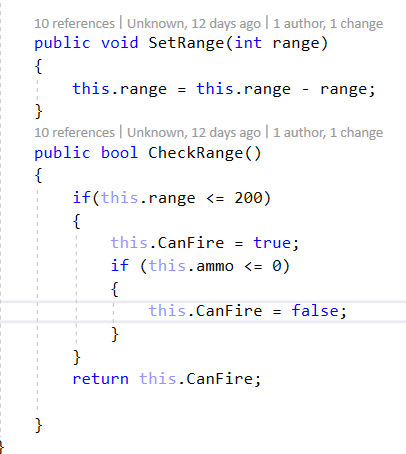 10 references | Unknown, 12 days ago | 1 author, 1 change
public void SetRange(int range)
{
this.range = this.range - range;
}
10 references | Unknown, 12 days ago | 1 author, 1 change
public bool CheckRange()
{
if(this.range <= 200)
{
this.CanFire = true;
if (this.ammo <= 0)
{
this.CanFire = false;
}
}
return this.CanFire;
}
}